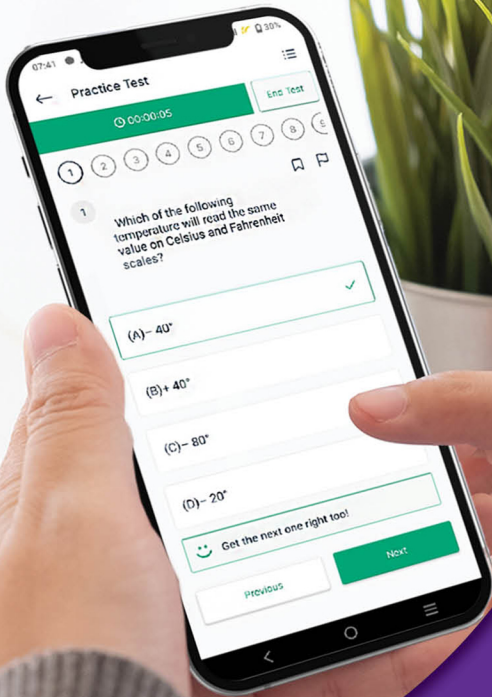 07:41
30%
Practice Test
00:00:05
End Test
1 2 3 4 5 6 7 8 9
1
Which of the following
temperature will read the same
value on Celsius and Fahrenheit
scales?
(A)– 40°
(B)+ 40°
(C)– 80°
(D)– 20°
Get the next one right too!
Previous
Next